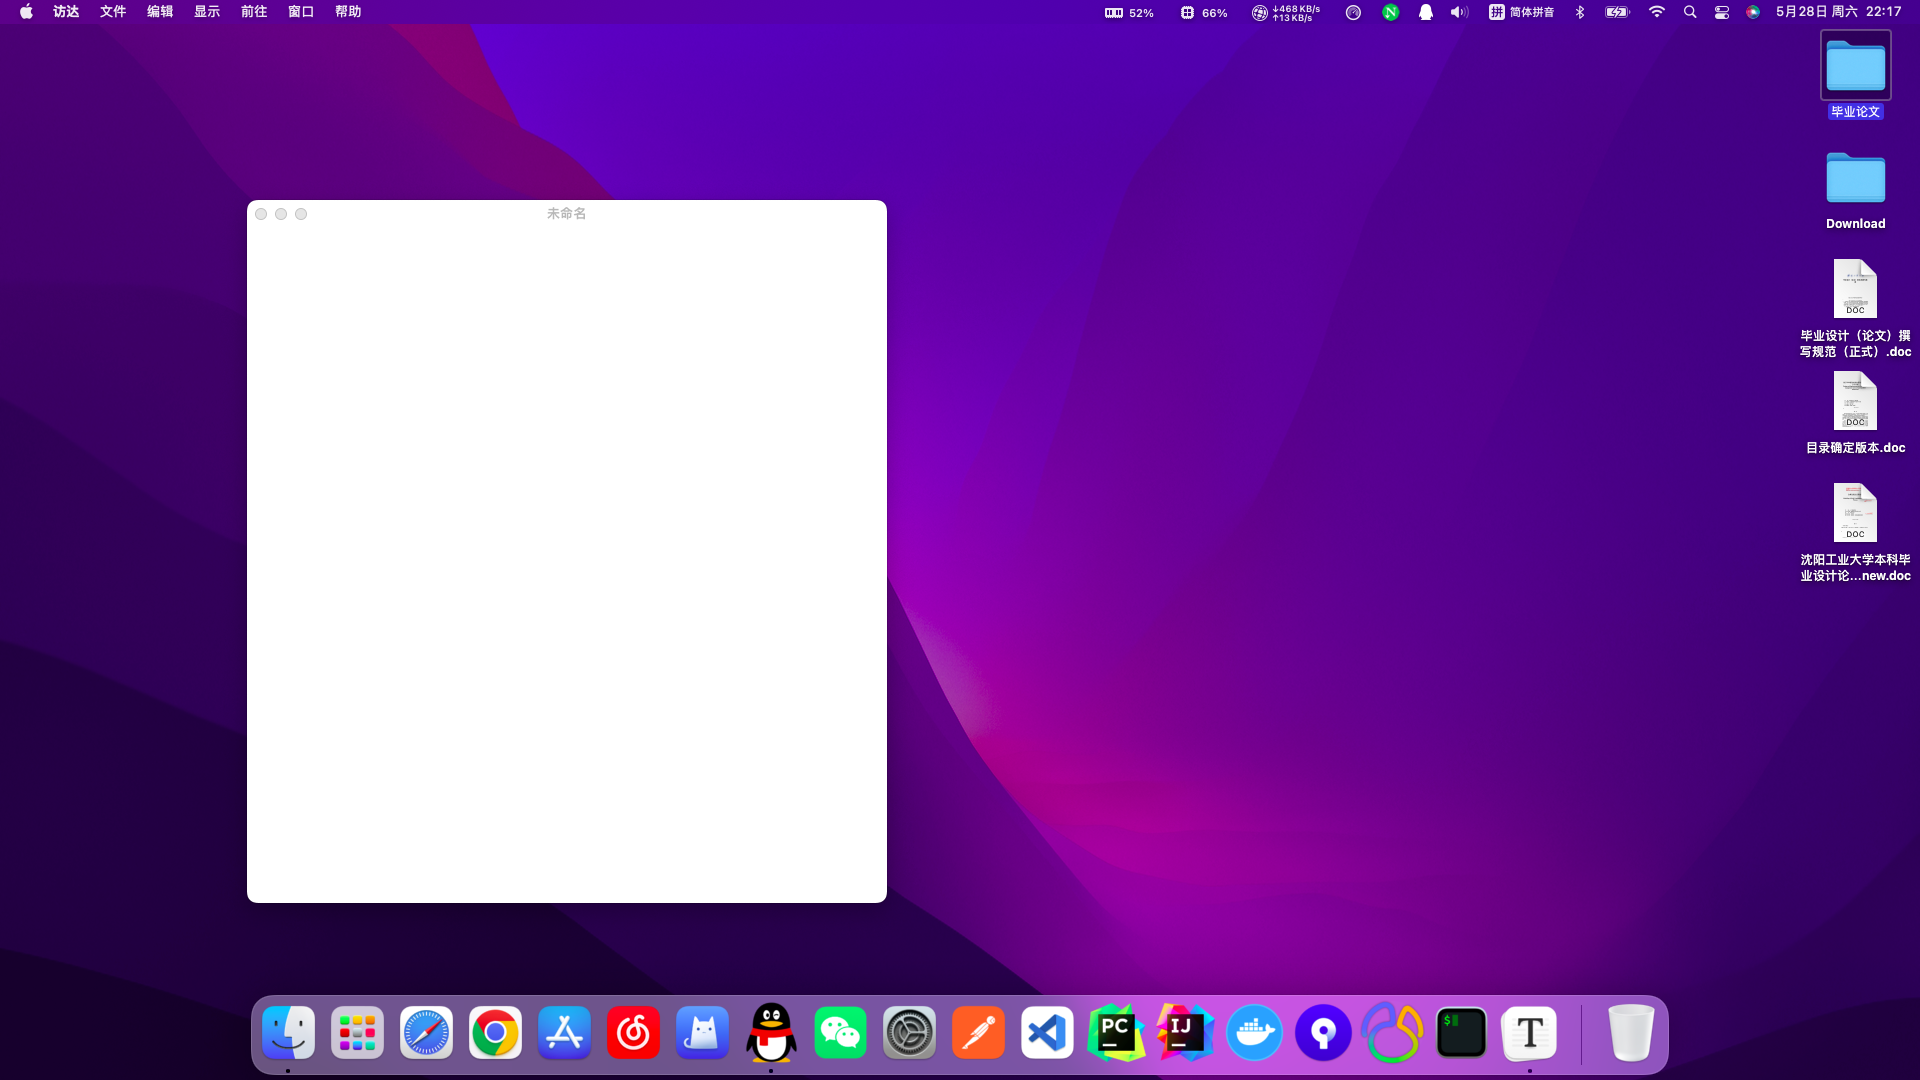 访达 文件 编辑 显示 前往 窗口 帮助
52% 66% ↓468 KB/s
↑13 KB/s
N 拼 简体拼音 5月28日 周六 22:17
毕业论文
Download
DOC
毕业设计（论文）撰
写规范（正式）.doc
DOC
目录确定版本.doc
DOC
沈阳工业大学本科毕
业设计论...new.doc
未命名
PC
IJ
$
T